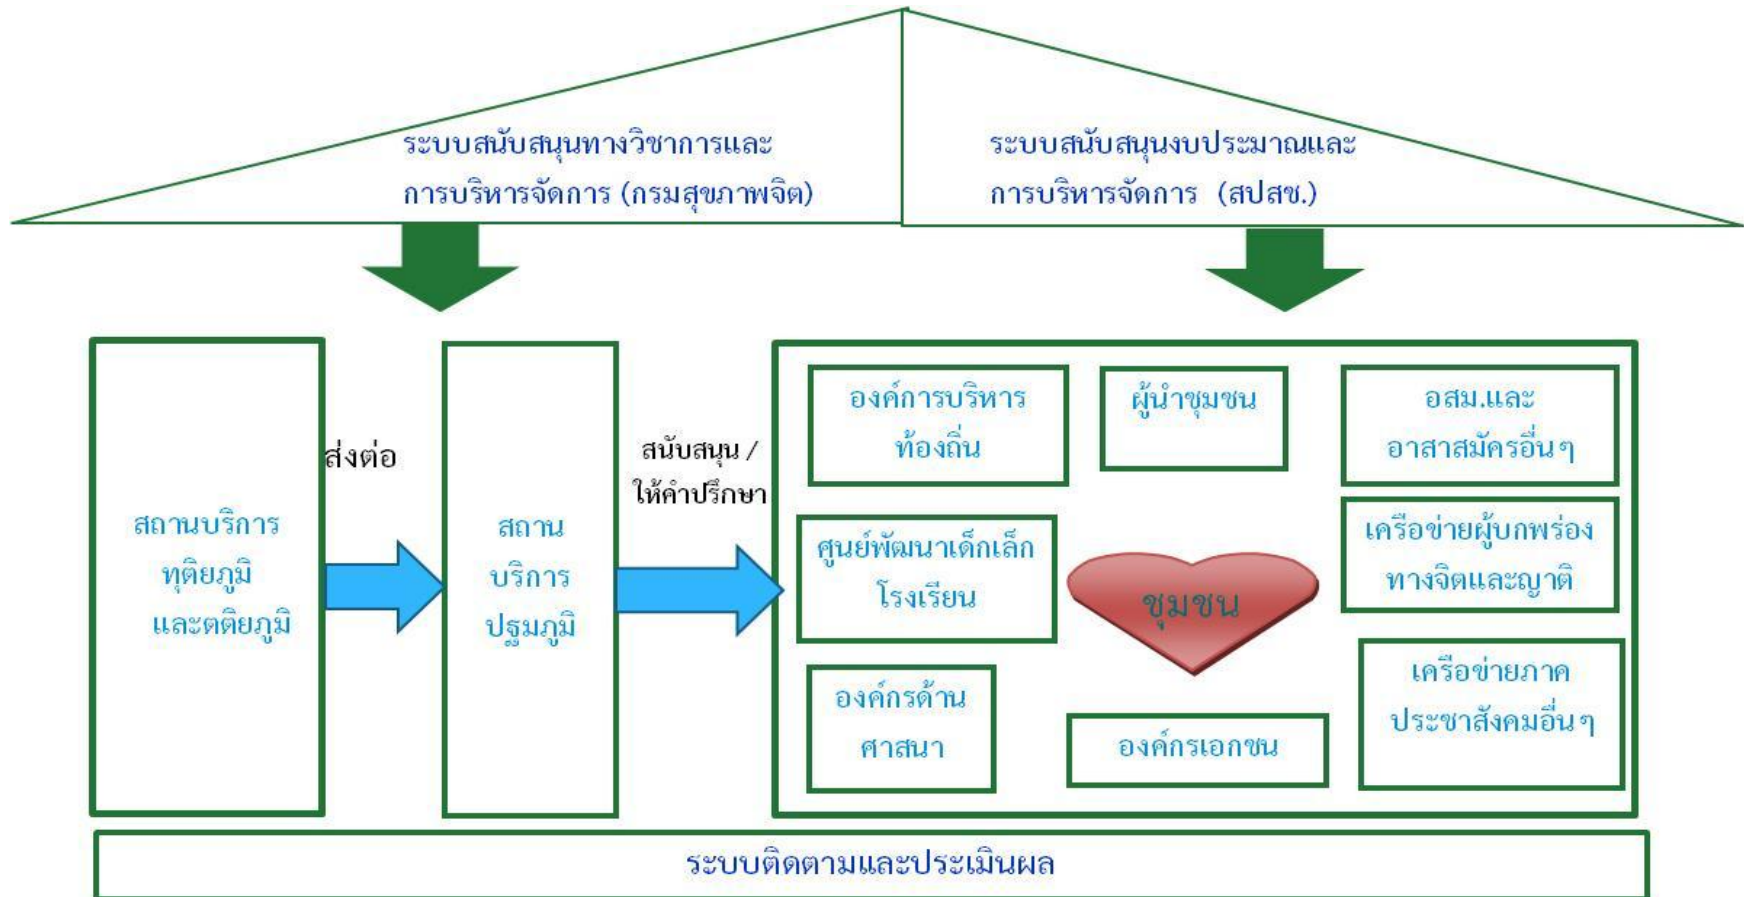 ระบบสนับสนุนทางวิชาการและ
การบริหารจัดการ (กรมสุขภาพจิต)
ระบบสนับสนุนงบประมาณและ
การบริหารจัดการ (สปสช.)
สถานบริการ
ทุติยภูมิ
และตติยภูมิ
ส่งต่อ
สถาน
บริการ
ปฐมภูมิ
สนับสนุน /
ให้คำปรึกษา
องค์การบริหาร
ท้องถิ่น
ผู้นำชุมชน
อสม.และ
อาสาสมัครอื่นๆ
ศูนย์พัฒนาเด็กเล็ก
โรงเรียน
ชุมชน
เครือข่ายผู้บกพร่อง
ทางจิตและญาติ
องค์กรด้าน
ศาสนา
องค์กรเอกชน
เครือข่ายภาค
ประชาสังคมอื่นๆ
ระบบติดตามและประเมินผล